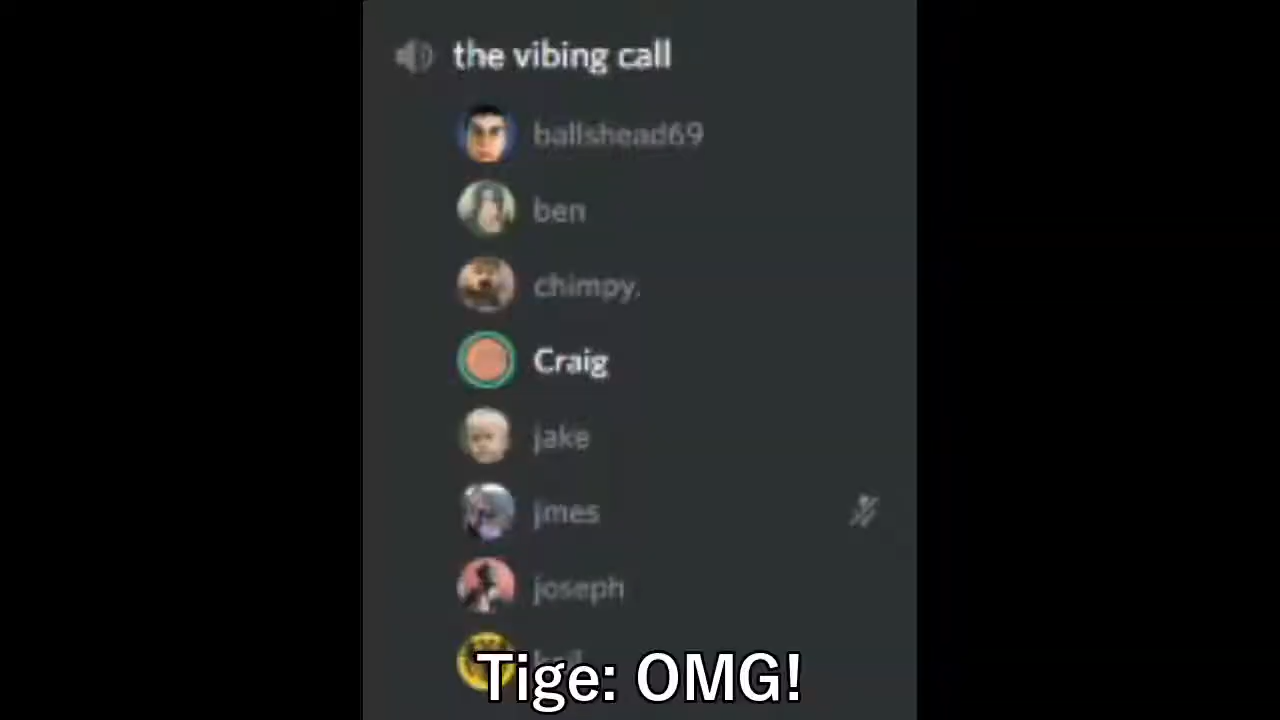 the vibing call
ballshead69
ben
chimpy.
Craig
jake
jmes
joseph
Tige: OMG!